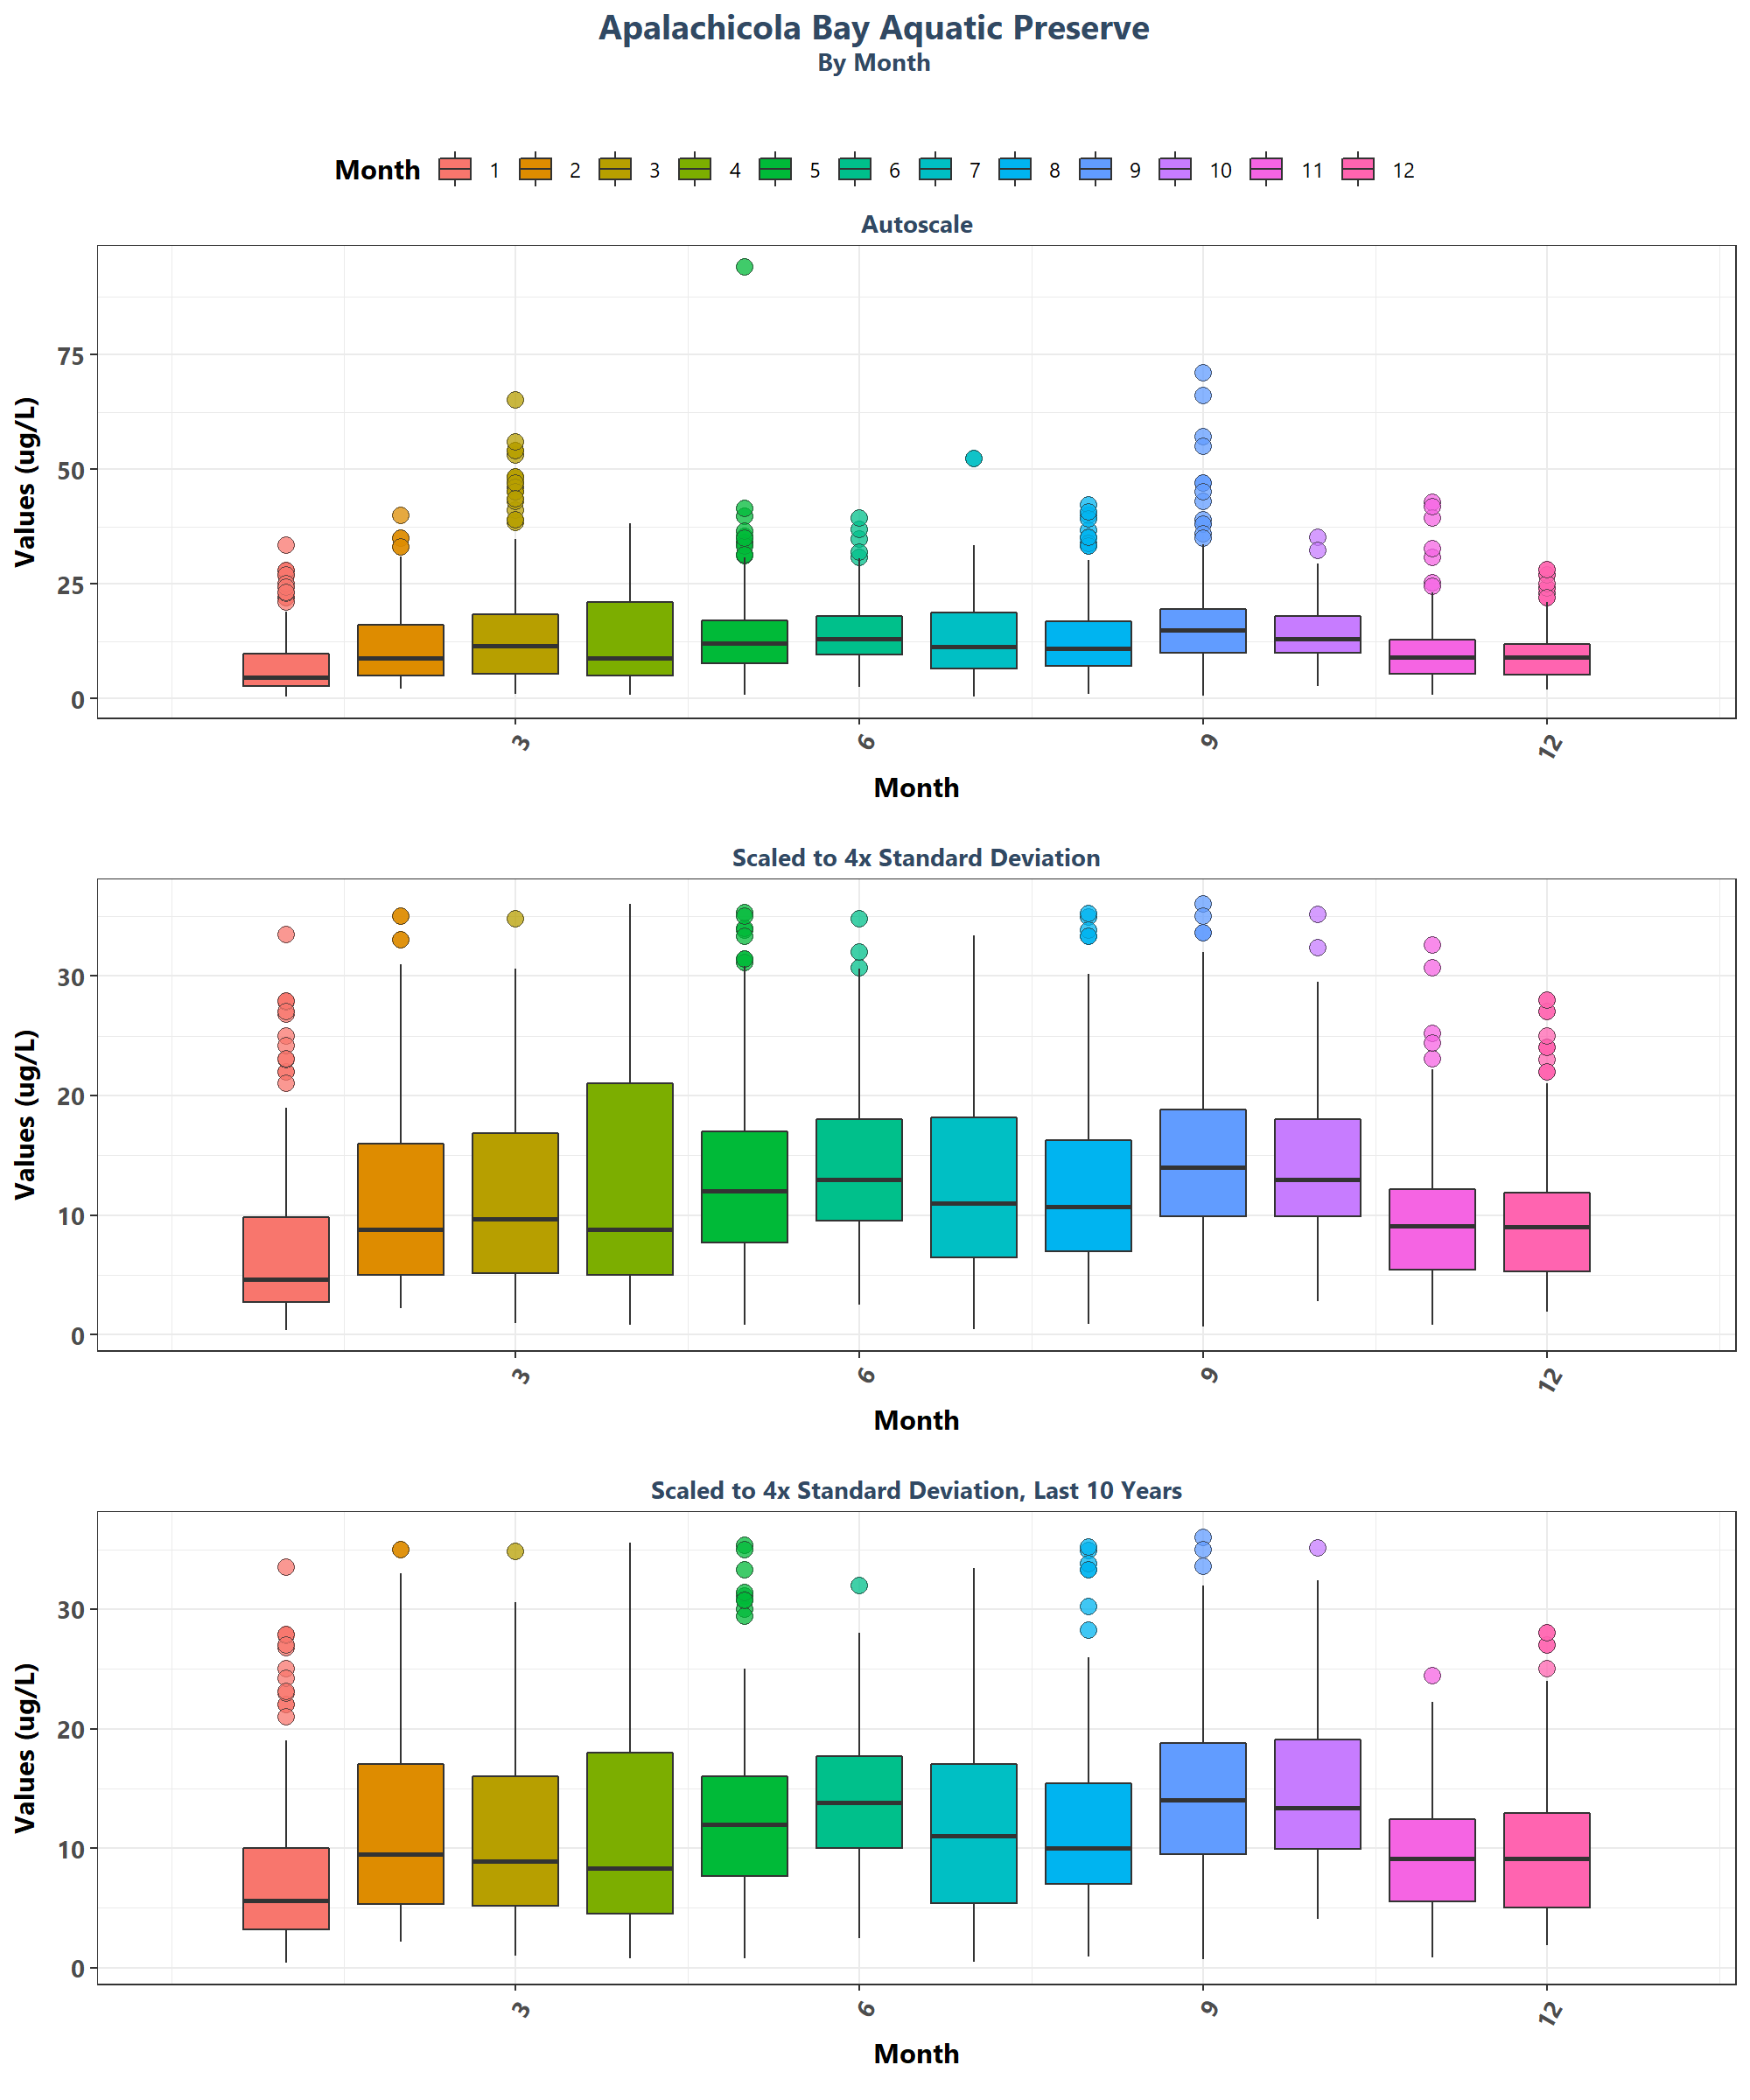 Apalachicola Bay Aquatic Preserve
By Month
Month 1 2 3 4 5 6 7 8 9 10 11 12
Autoscale
Values (ug/L)
75
50
25
0
3 6 9 12
Month
Scaled to 4x Standard Deviation
Values (ug/L)
30
20
10
0
3 6 9 12
Month
Scaled to 4x Standard Deviation, Last 10 Years
Values (ug/L)
30
20
10
0
3 6 9 12
Month